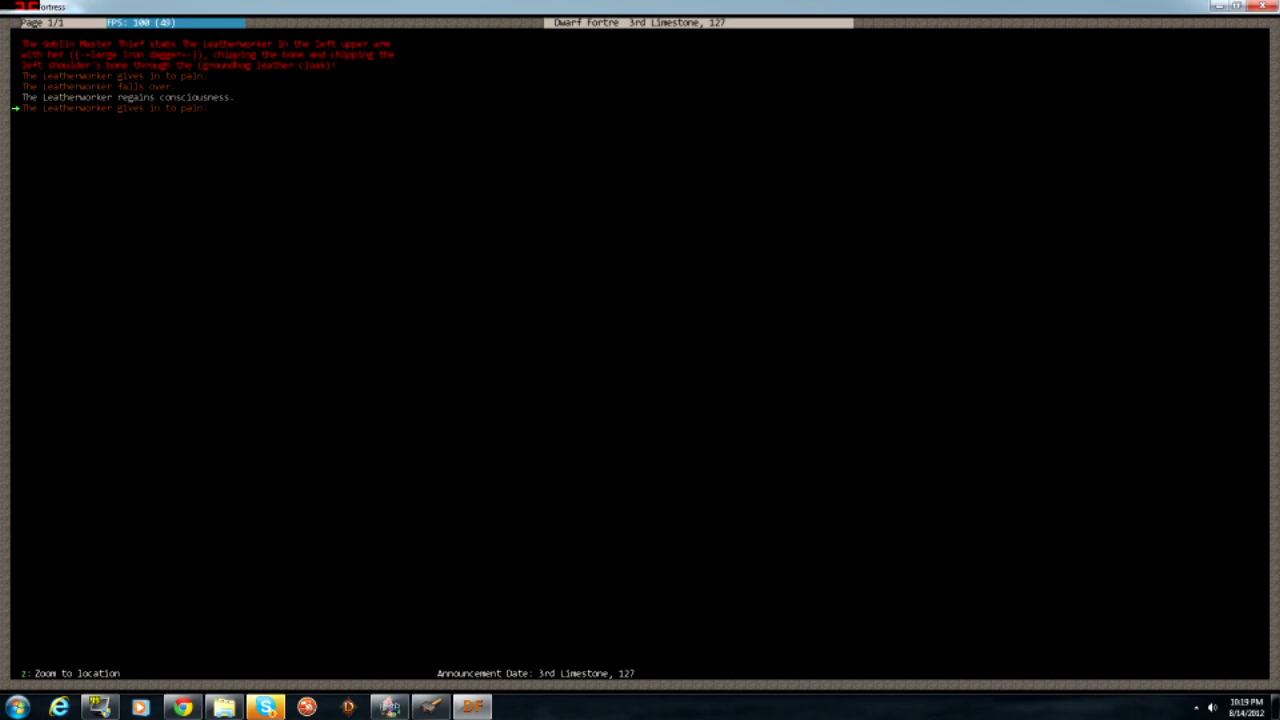 Fortress
Page 1/1 FPS: 100 (49) Dwarf Fortre 3rd Limestone, 127
The Goblin Master Thief stabs The Leatherworker in the left upper arm
with her ((-+large iron dagger+-)), chipping the bone and chipping the
left shoulder's bone through the (groundhog leather cloak)!
The Leatherworker gives in to pain.
The Leatherworker falls over.
The Leatherworker regains consciousness.
The Leatherworker gives in to pain.
z: Zoom to location Announcement Date: 3rd Limestone, 127
DF
10:19 PM
8/14/2012